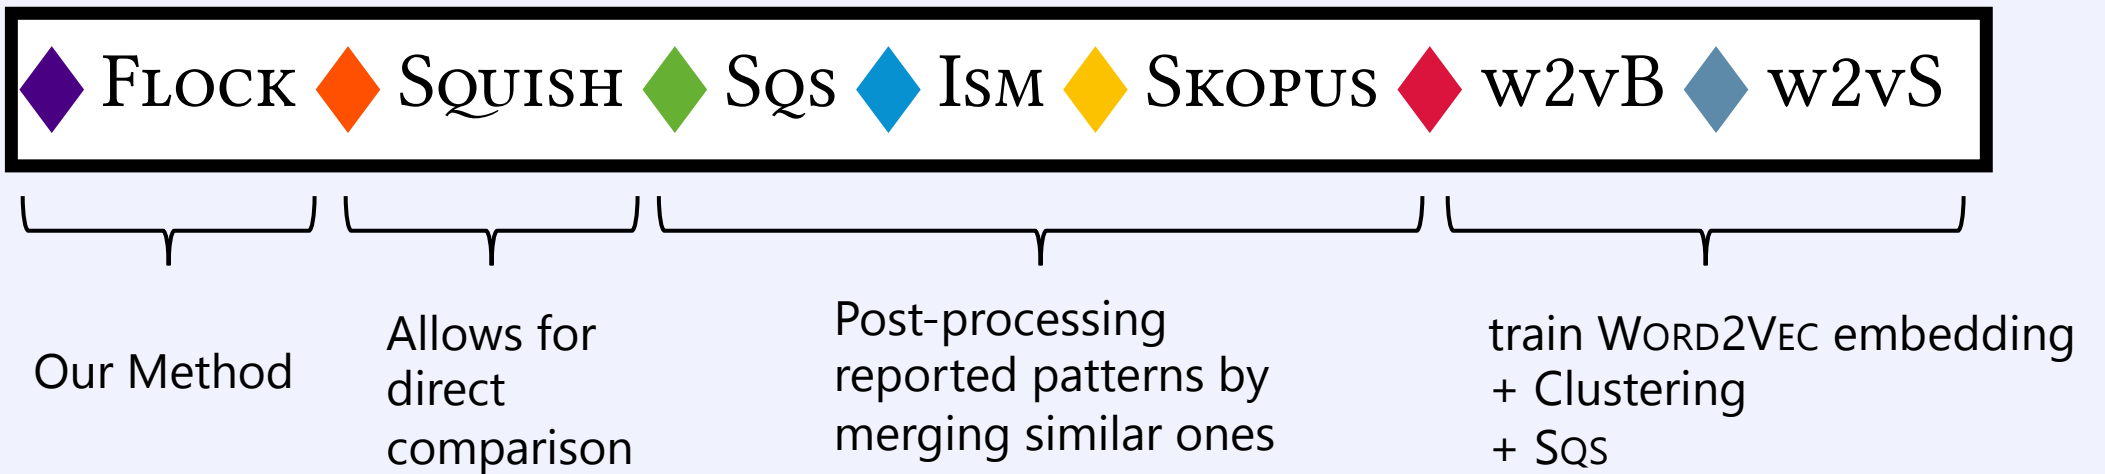 Flock Squish Sqs Ism Skopus w2vB w2vS
Our Method
Allows for
direct
comparison
Post-processing
reported patterns by
merging similar ones
train Word2Vec embedding
+ Clustering
+ Sqs